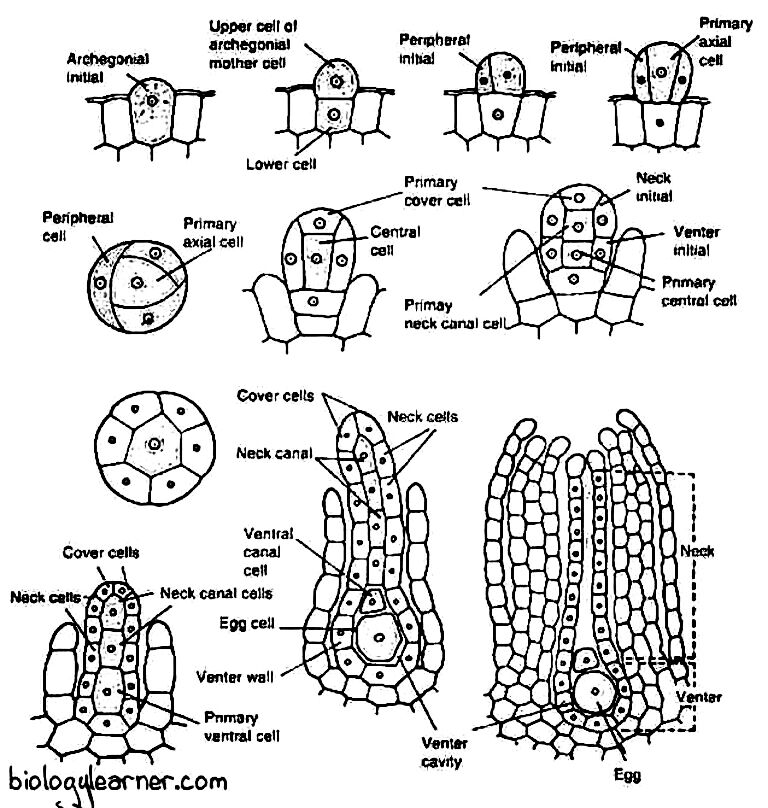 Archegonial
initial
Upper cell of
archegonial
mother cell
Lower cell
Peripheral
initial
Peripheral
initial
Primary
axial
cell
Peripheral
cell
Primary
axial cell
Primary
cover cell
Central
cell
Neck
initial
Venter
initial
Primary
central cell
Primay
neck canal cell
Cover cells
Neck cells
Neck canal
Ventral
canal
cell
Egg cell
Venter wall
Cover cells
Neck cells
Neck canal cells
Primary
ventral cell
Venter
cavity
Neck
Venter
Egg
biologylearner.com